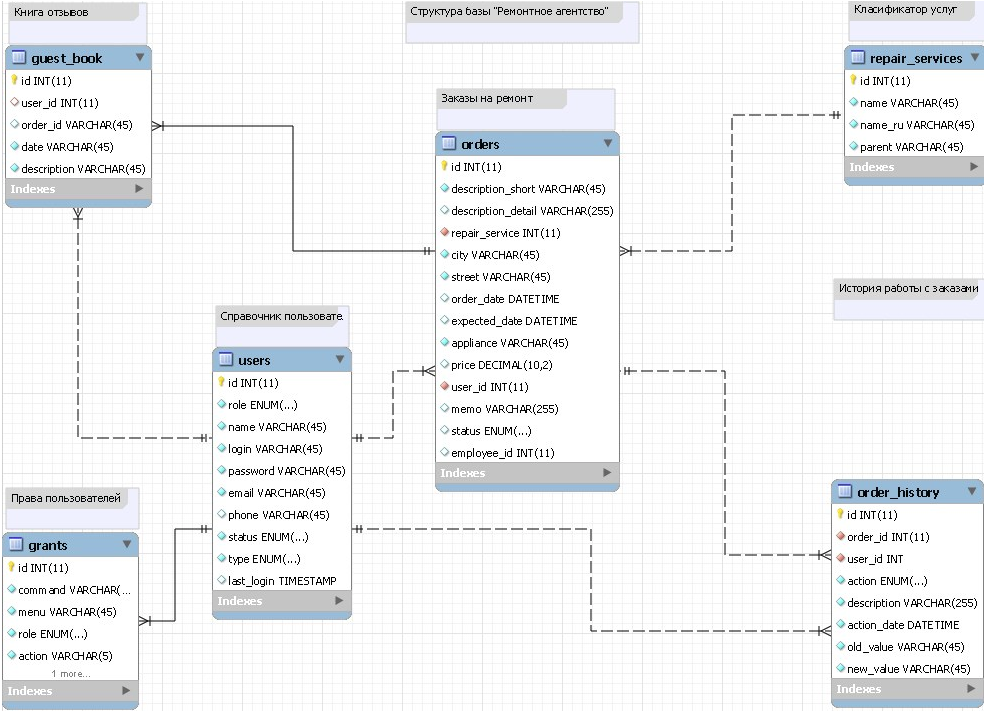 Книга отзывов
guest_book
id INT(11)
user_id INT(11)
order_id VARCHAR(45)
date VARCHAR(45)
description VARCHAR(45)
Indexes
Структура базы "Ремонтное агентство"
Класификатор услуг
repair_services
id INT(11)
name VARCHAR(45)
name_ru VARCHAR(45)
parent VARCHAR(45)
Indexes
Заказы на ремонт
orders
id INT(11)
description_short VARCHAR(45)
description_detail VARCHAR(255)
repair_service INT(11)
city VARCHAR(45)
street VARCHAR(45)
order_date DATETIME
expected_date DATETIME
appliance VARCHAR(45)
price DECIMAL(10,2)
user_id INT(11)
memo VARCHAR(255)
status ENUM(...)
employee_id INT(11)
Indexes
История работы с заказами
Справочник пользовате.
users
id INT(11)
role ENUM(...)
name VARCHAR(45)
login VARCHAR(45)
password VARCHAR(45)
email VARCHAR(45)
phone VARCHAR(45)
status ENUM(...)
type ENUM(...)
last_login TIMESTAMP
Indexes
Права пользователей
grants
id INT(11)
command VARCHAR(...
menu VARCHAR(45)
role ENUM(...)
action VARCHAR(5)
1 more...
Indexes
order_history
id INT(11)
order_id INT(11)
user_id INT
action ENUM(...)
description VARCHAR(255)
action_date DATETIME
old_value VARCHAR(45)
new_value VARCHAR(45)
Indexes